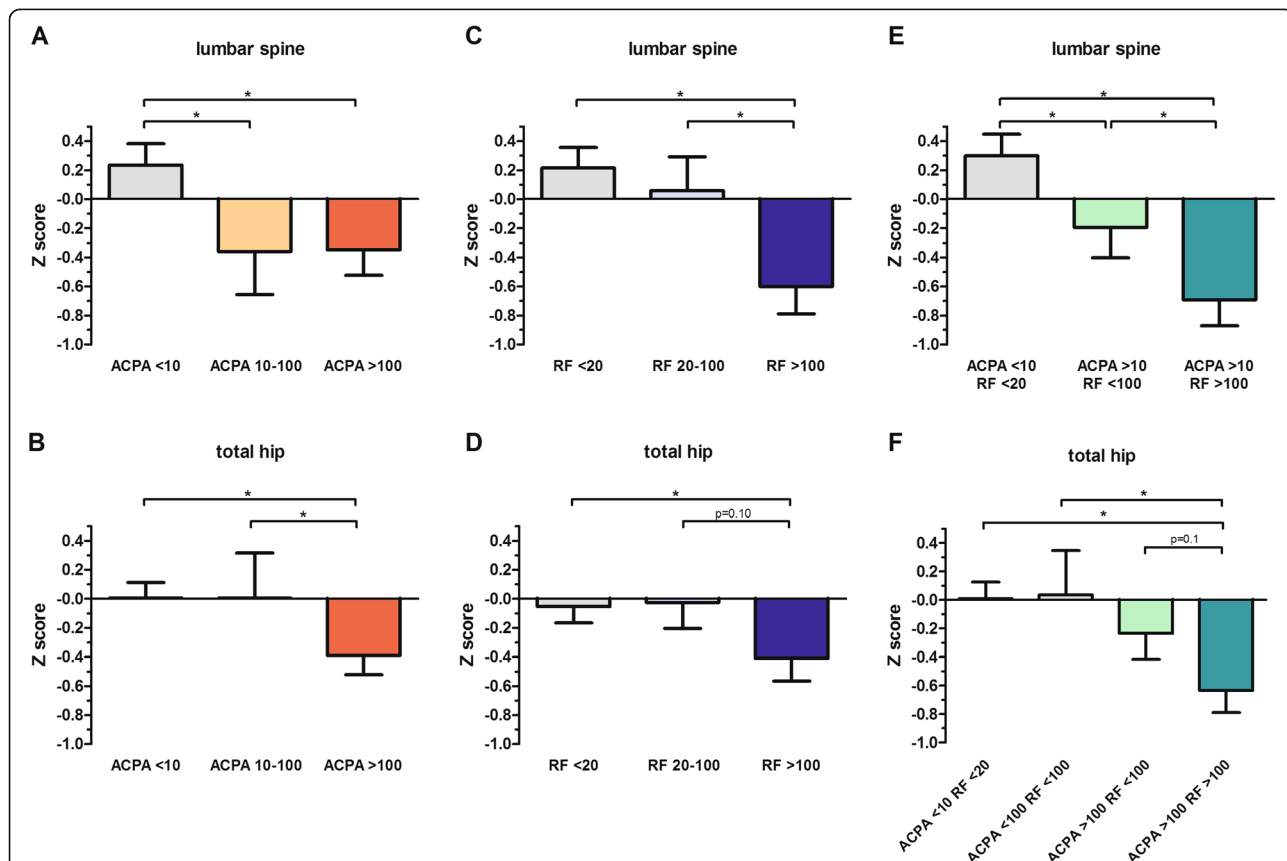 A
lumbar spine
*
*
Z score
0.4
0.2
-0.0
-0.2
-0.4
-0.6
-0.8
-1.0
ACPA <10
ACPA 10-100
ACPA >100
C
lumbar spine
*
*
Z score
0.4
0.2
-0.0
-0.2
-0.4
-0.6
-0.8
-1.0
RF <20
RF 20-100
RF >100
E
lumbar spine
*
*
*
Z score
0.4
0.2
-0.0
-0.2
-0.4
-0.6
-0.8
-1.0
ACPA <10
RF <20
ACPA >10
RF <100
ACPA >10
RF >100
B
total hip
*
*
Z score
0.4
0.2
-0.0
-0.2
-0.4
-0.6
-0.8
-1.0
ACPA <10
ACPA 10-100
ACPA >100
D
total hip
*
p=0.10
Z score
0.4
0.2
-0.0
-0.2
-0.4
-0.6
-0.8
-1.0
RF <20
RF 20-100
RF >100
F
total hip
*
*
p=0.1
Z score
0.4
0.2
-0.0
-0.2
-0.4
-0.6
-0.8
-1.0
ACPA <10 RF <20
ACPA <100 RF <100
ACPA >100 RF <100
ACPA >100 RF >100